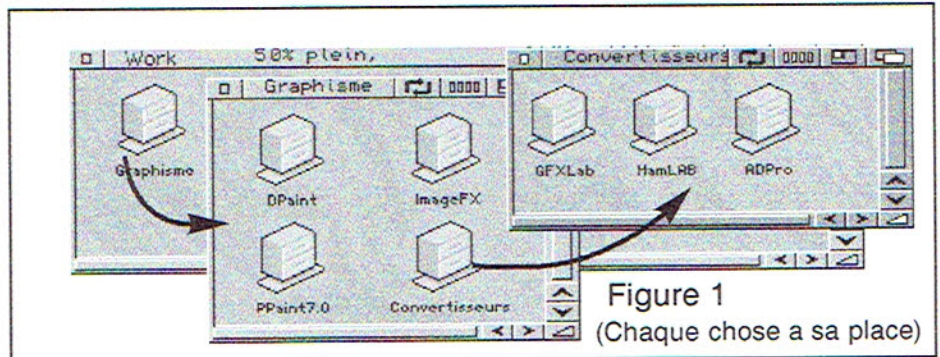 Work 50% plein,
Graphisme
Graphisme
DPaint
ImageFX
PPaint7.0
Convertisseurs
Convertisseurs
GFXLab
HamLAB
ADPro
Figure 1
(Chaque chose a sa place)